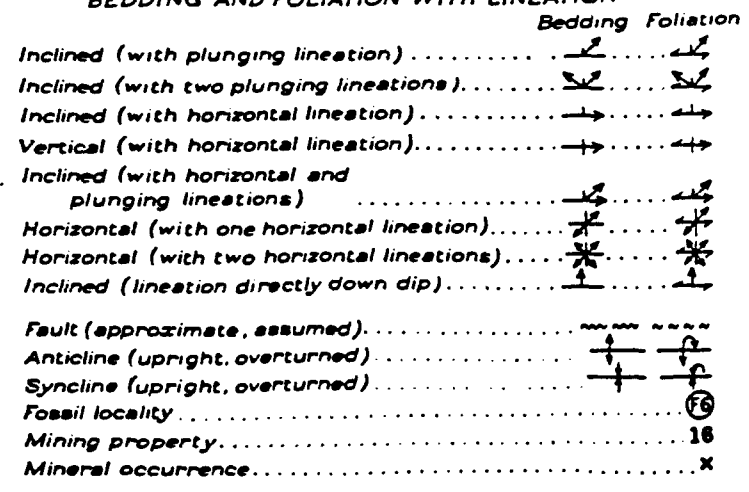 BEDDING AND FOLIATION WITH LINEATION
Bedding Foliation
Inclined (with plunging lineation)
Inclined (with two plunging lineations)
Inclined (with horizontal lineation)
Vertical (with horizontal lineation)
Inclined (with horizontal and
plunging lineations)
Horizontal (with one horizontal lineation)
Horizontal (with two horizontal lineations)
Inclined (lineation directly down dip)
Fault (approximate, assumed)
Anticline (upright, overturned)
Syncline (upright, overturned)
Fossil locality F6
Mining property 16
Mineral occurrence x